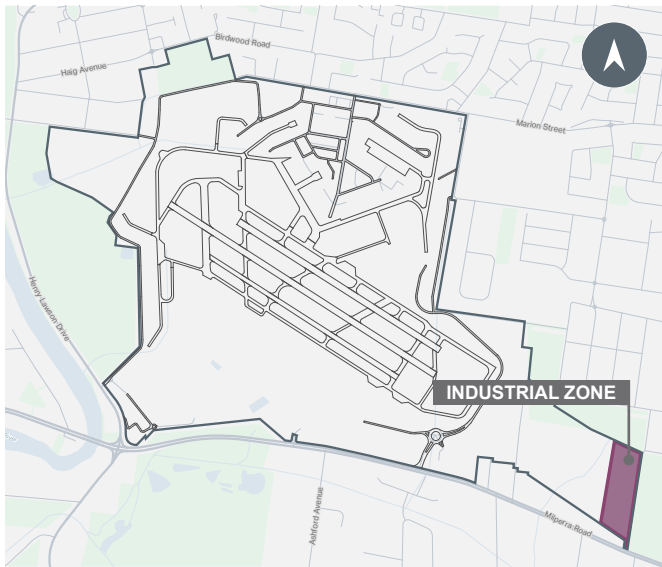 Birdwood Road
Haig Avenue
Marion Street
Henry Lawson Drive
INDUSTRIAL ZONE
Ashford Avenue
Milperra Road